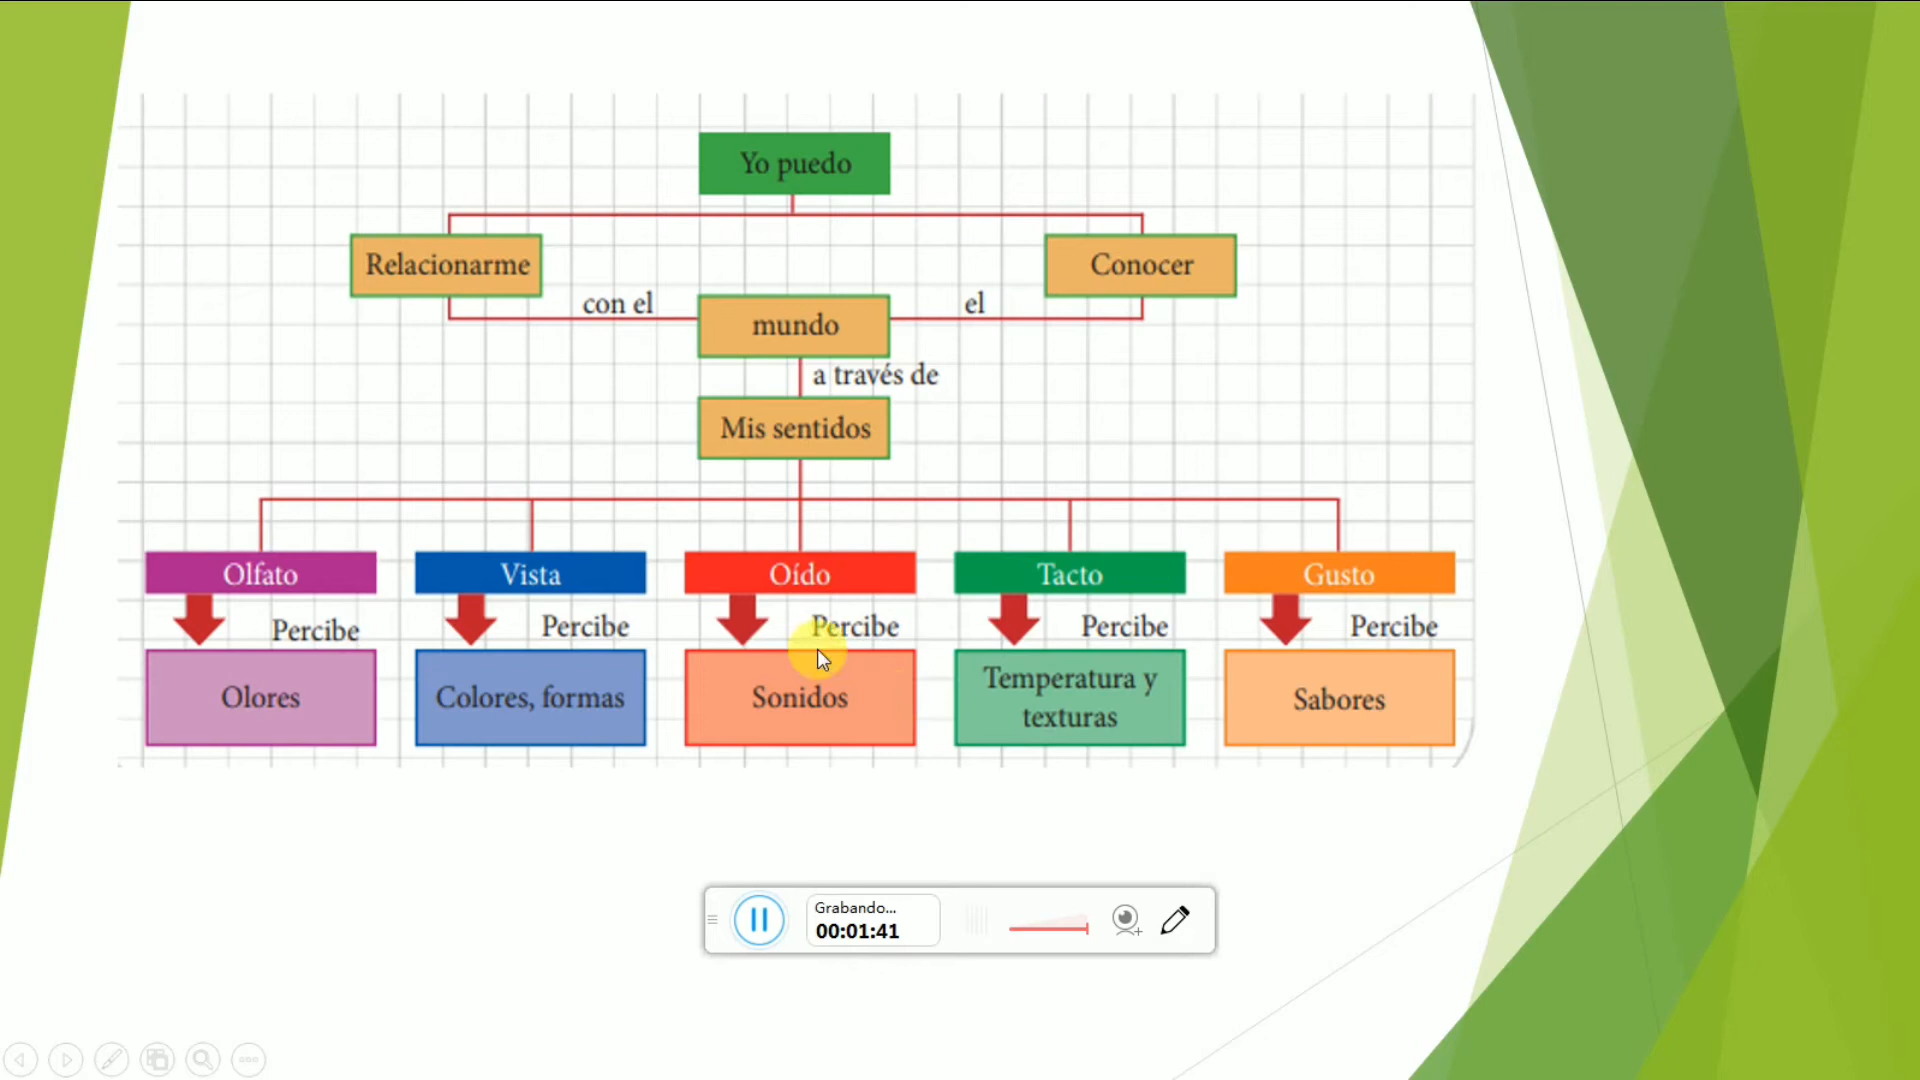 Yo puedo
Relacionarme
Conocer
con el
mundo
el
a través de
Mis sentidos
Olfato
Vista
Oído
Tacto
Gusto
Percibe
Percibe
Percibe
Percibe
Percibe
Olores
Colores, formas
Sonidos
Temperatura y
texturas
Sabores
Grabando...
00:01:41